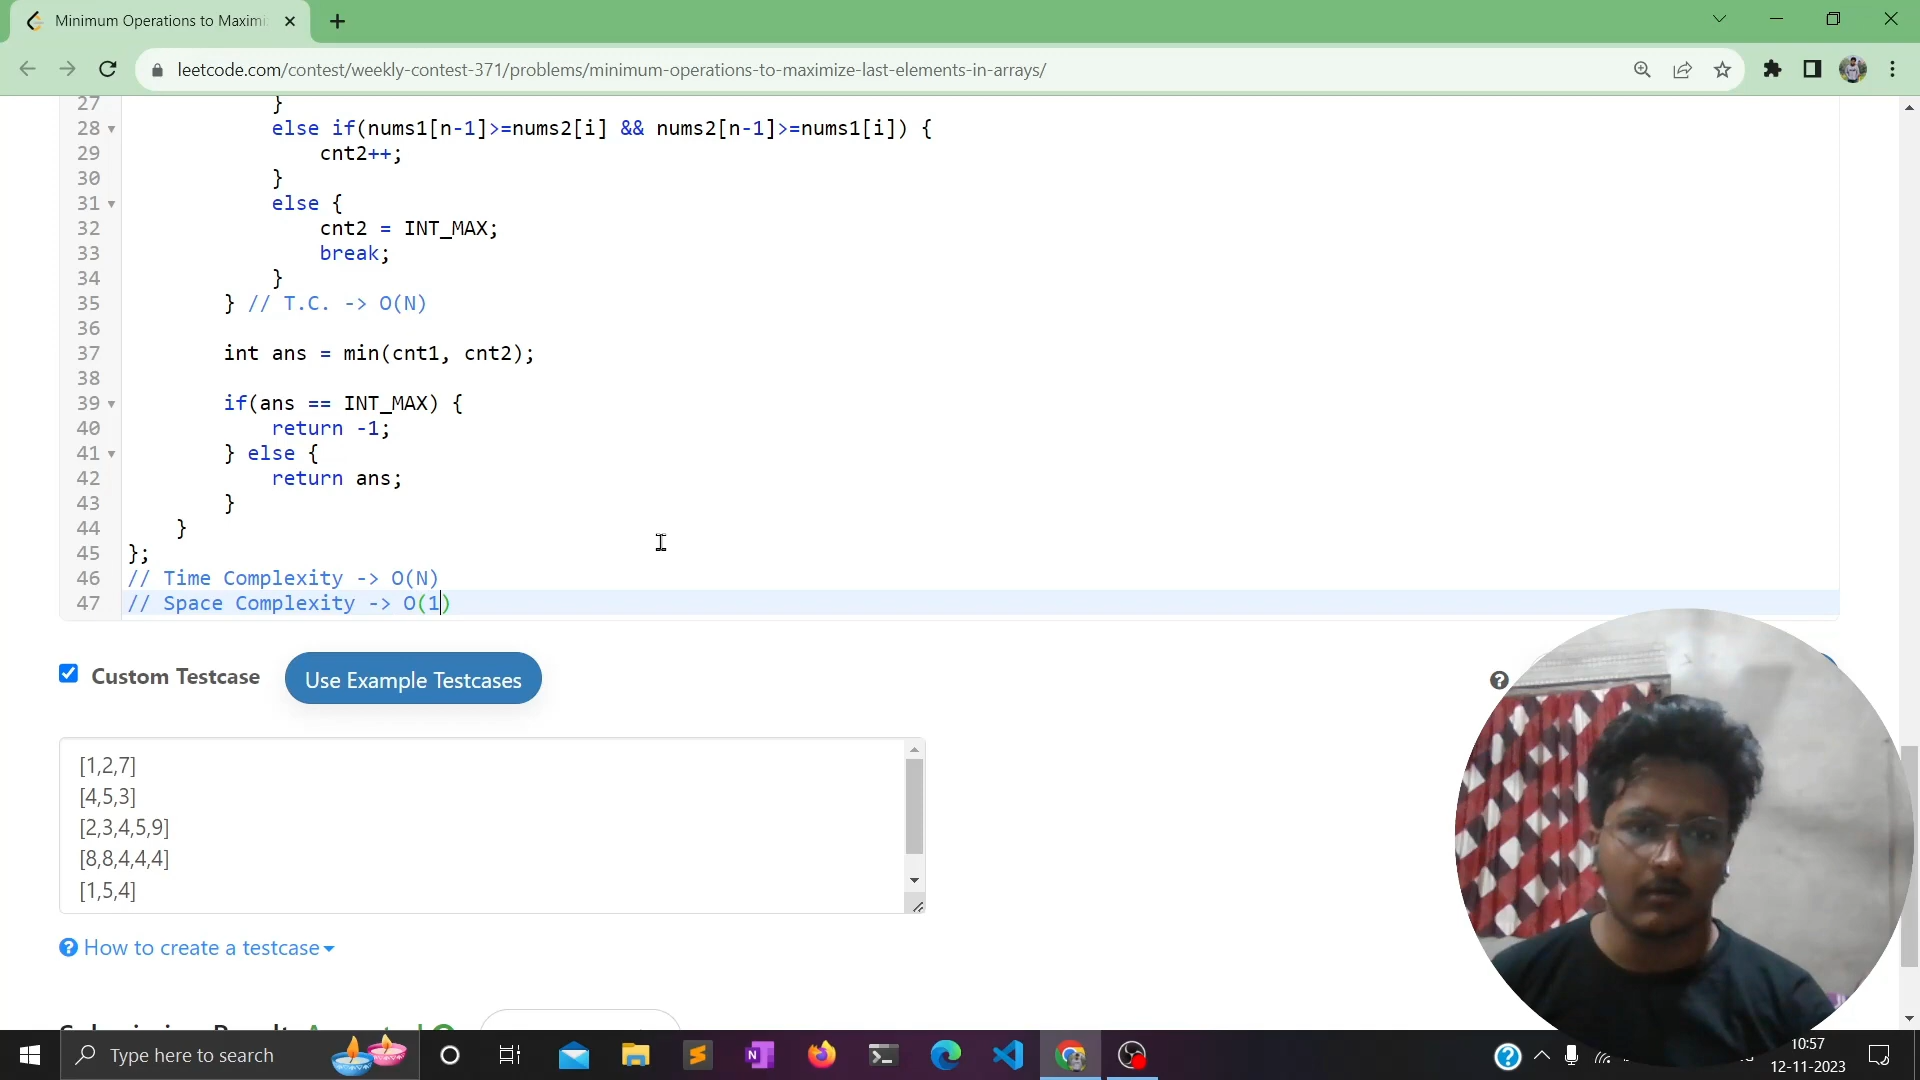 Minimum Operations to Maximi
leetcode.com/contest/weekly-contest-371/problems/minimum-operations-to-maximize-last-elements-in-arrays/
27 }
28 else if(nums1[n-1]>=nums2[i] && nums2[n-1]>=nums1[i]) {
29 cnt2++;
30 }
31 else {
32 cnt2 = INT_MAX;
33 break;
34 }
35 } // T.C. -> O(N)
36
37 int ans = min(cnt1, cnt2);
38
39 if(ans == INT_MAX) {
40 return -1;
41 } else {
42 return ans;
43 }
44 }
45 };
46 // Time Complexity -> O(N)
47 // Space Complexity -> O(1)
Custom Testcase
Use Example Testcases
[1,2,7]
[4,5,3]
[2,3,4,5,9]
[8,8,4,4,4]
[1,5,4]
How to create a testcase
Type here to search
10:57
12-11-2023